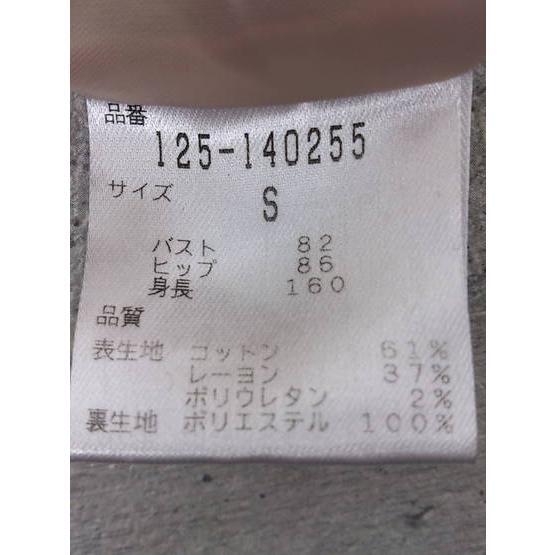 品番
125-140255
サイズ
S
バスト 82
ヒップ 86
身長 160
品質
表生地 コットン 61%
レーヨン 37%
ポリウレタン 2%
裏生地 ポリエステル 100%